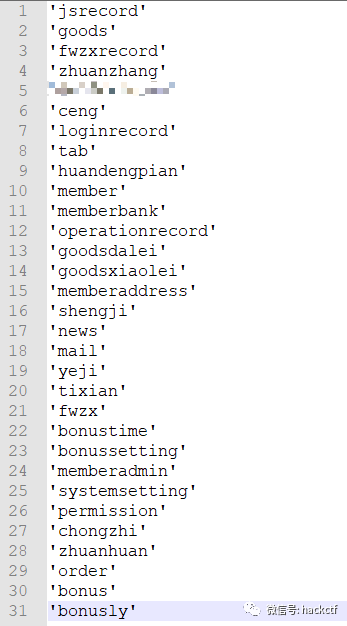 1 'jsrecord'
2 'goods'
3 'fwzxrecord'
4 'zhuanzhang'
5
6 'ceng'
7 'loginrecord'
8 'tab'
9 'huandengpian'
10 'member'
11 'memberbank'
12 'operationrecord'
13 'goodsdalei'
14 'goodsxiaolei'
15 'memberaddress'
16 'shengji'
17 'news'
18 'mail'
19 'yeji'
20 'tixian'
21 'fwzx'
22 'bonustime'
23 'bonussetting'
24 'memberadmin'
25 'systemsetting'
26 'permission'
27 'chongzhi'
28 'zhuanhuan'
29 'order'
30 'bonus'
31 'bonusly'
微信号: hackctf